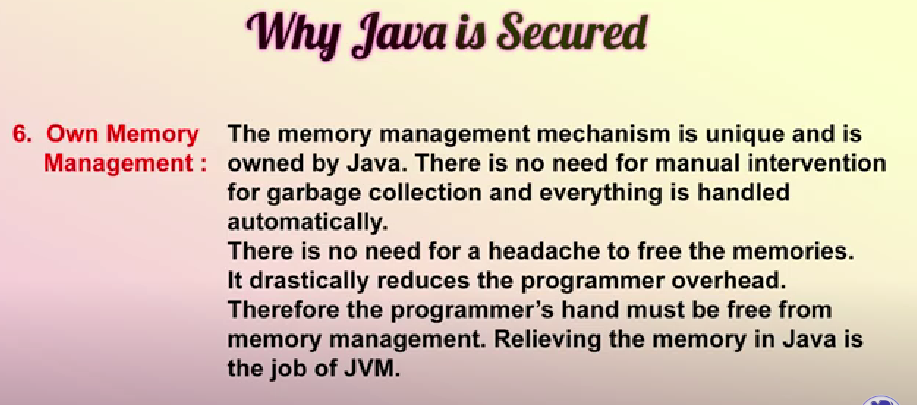 Why Java is Secured
6. Own Memory The memory management mechanism is unique and is
Management : owned by Java. There is no need for manual intervention
for garbage collection and everything is handled
automatically.
There is no need for a headache to free the memories.
It drastically reduces the programmer overhead.
Therefore the programmer's hand must be free from
memory management. Relieving the memory in Java is
the job of JVM.